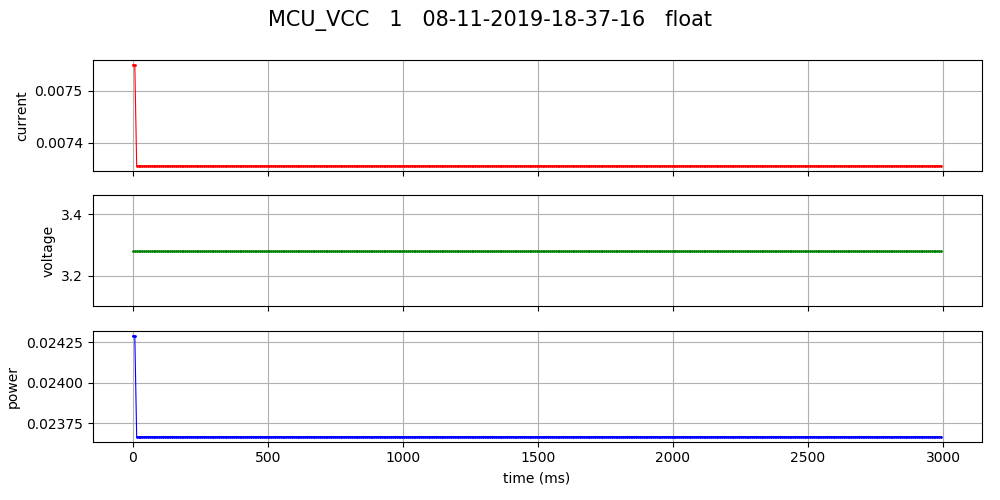 MCU_VCC 1 08-11-2019-18-37-16 float
0.0075
0.0074
current
3.4
3.2
voltage
0.02425
0.02400
0.02375
power
0 500 1000 1500 2000 2500 3000
time (ms)